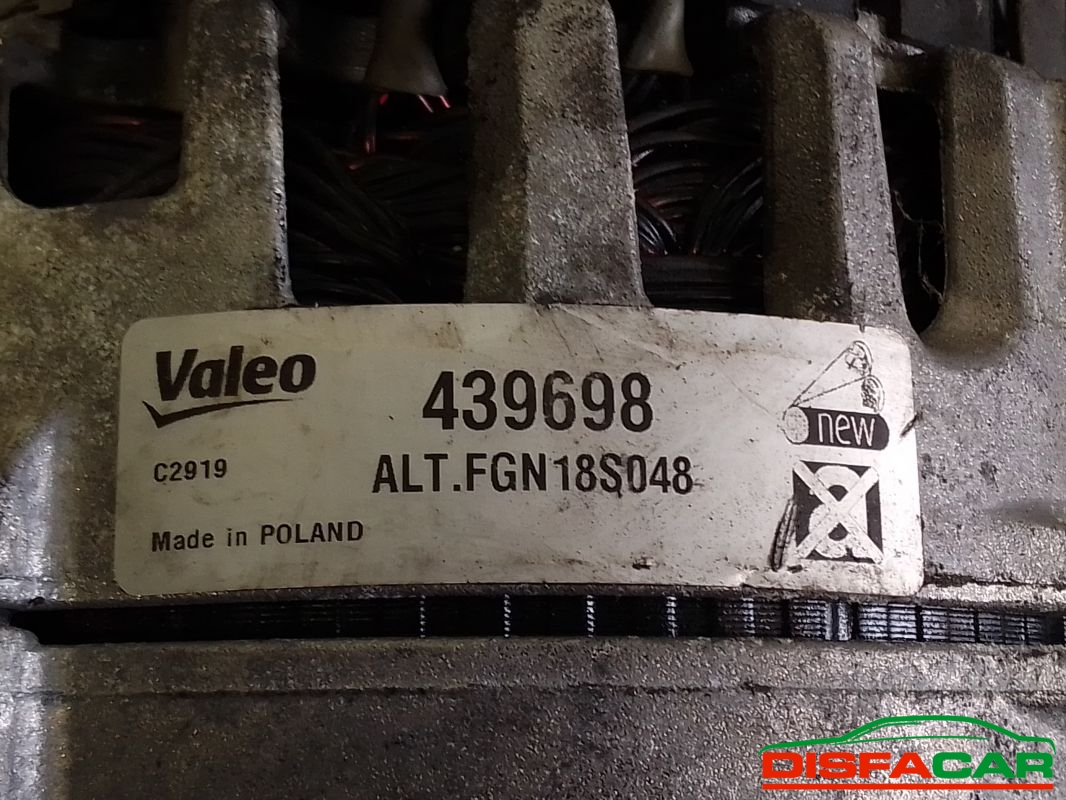 Valeo
439698
new
C2919
ALT.FGN18S048
Made in POLAND
DISFACAR